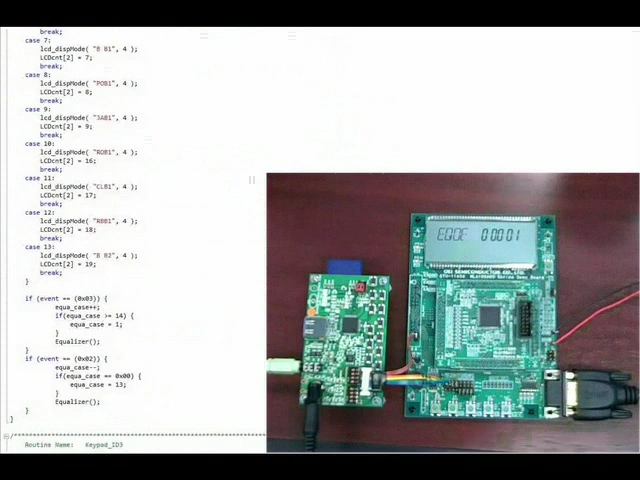 break;
case 7:
lcd_dispMode( "B B1", 4 );
LCDcnt[2] = 7;
break;
case 8:
lcd_dispMode( "POB1", 4 );
LCDcnt[2] = 8;
break;
case 9:
lcd_dispMode( "JAB1", 4 );
LCDcnt[2] = 9;
break;
case 10:
lcd_dispMode( "ROB1", 4 );
LCDcnt[2] = 16;
break;
case 11:
lcd_dispMode( "CLB1", 4 );
LCDcnt[2] = 17;
break;
case 12:
lcd_dispMode( "RBB1", 4 );
LCDcnt[2] = 18;
break;
case 13:
lcd_dispMode( "B B2", 4 );
LCDcnt[2] = 19;
break;
}
if (event == (0x03)) {
equa_case++;
if(equa_case >= 14) {
equa_case = 1;
}
Equalizer();
}
if (event == (0x02)) {
equa_case--;
if(equa_case == 0x00) {
equa_case = 13;
}
Equalizer();
}
}
/****
Routine Name: Keypad_ID3
00001
SEMICONDUCTOR CO.,LTD.